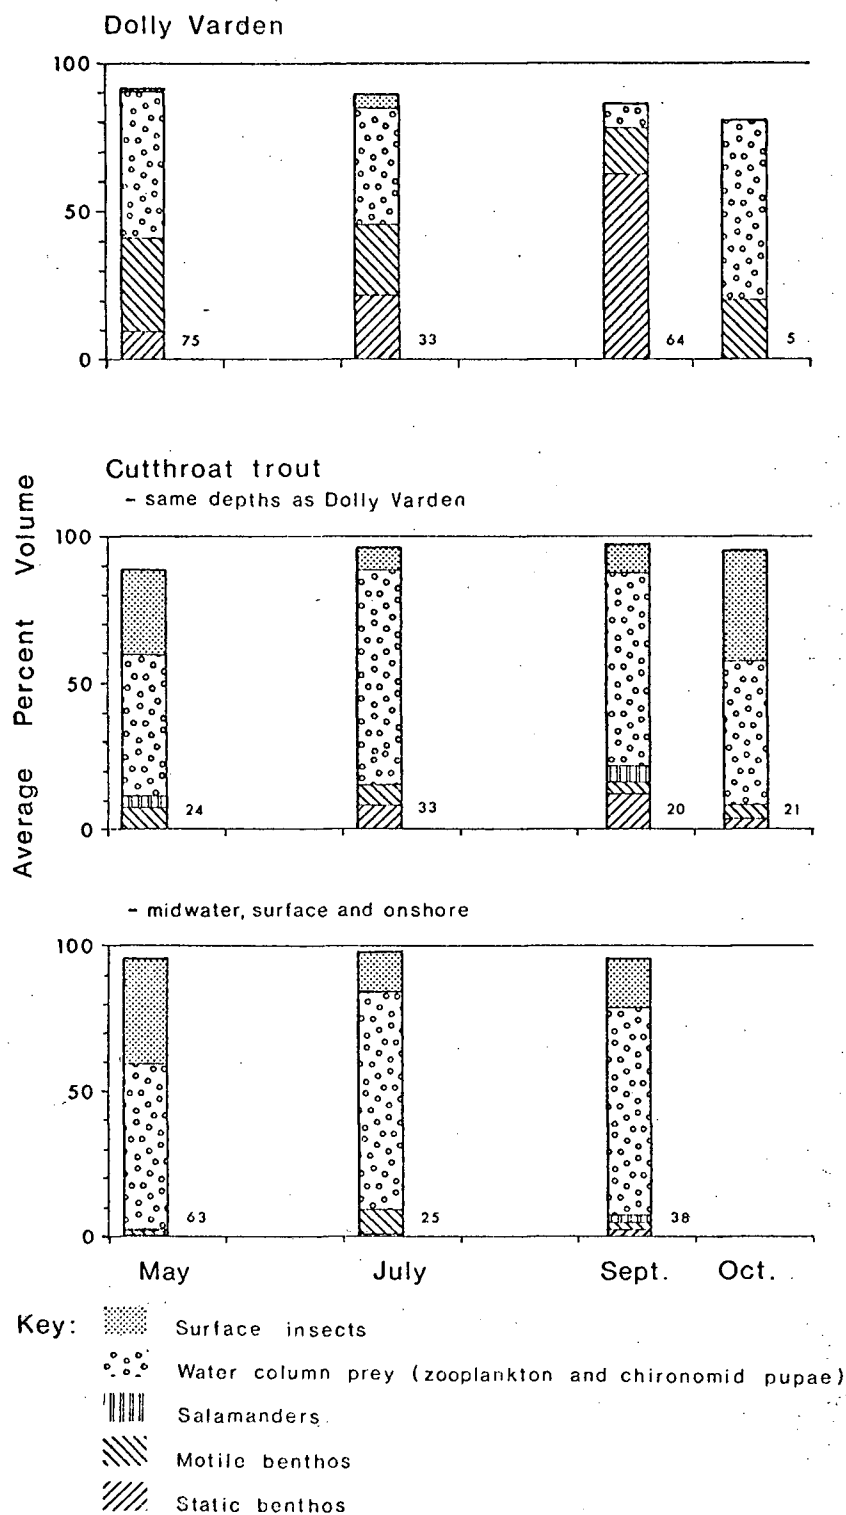 Dolly Varden
100
50
0
75 33 64 5
Average Percent Volume
Cutthroat trout
- same depths as Dolly Varden
100
50
0
24 33 20 21
- midwater, surface and onshore
100
50
0
63 25 38
May July Sept. Oct.
Key:
Surface insects
Water column prey (zooplankton and chironomid pupae)
Salamanders
Motile benthos
Static benthos